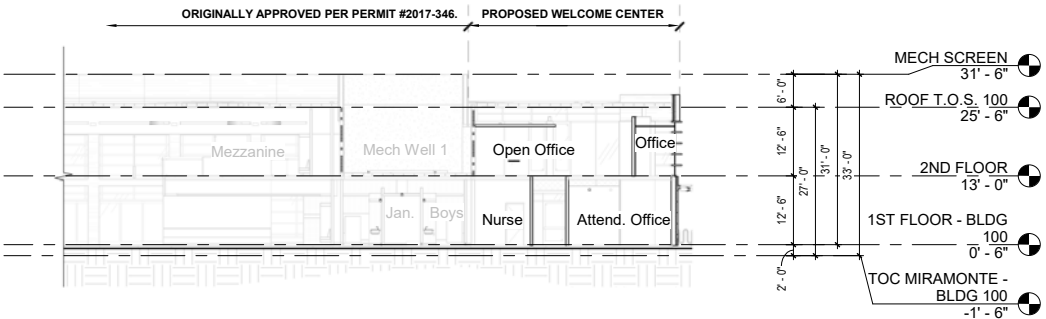 ORIGINALLY APPROVED PER PERMIT #2017-346.
PROPOSED WELCOME CENTER
MECH SCREEN
31' - 6"
ROOF T.O.S. 100
25' - 6"
2ND FLOOR
13' - 0"
1ST FLOOR - BLDG
100
0' - 6"
TOC MIRAMONTE -
BLDG 100
-1' - 6"
6' - 0"
12' - 6"
12' - 6"
2' - 0"
27' - 0"
31' - 0"
33' - 0"
Mezzanine
Mech Well 1
Open Office
Office
Jan.
Boys
Nurse
Attend. Office